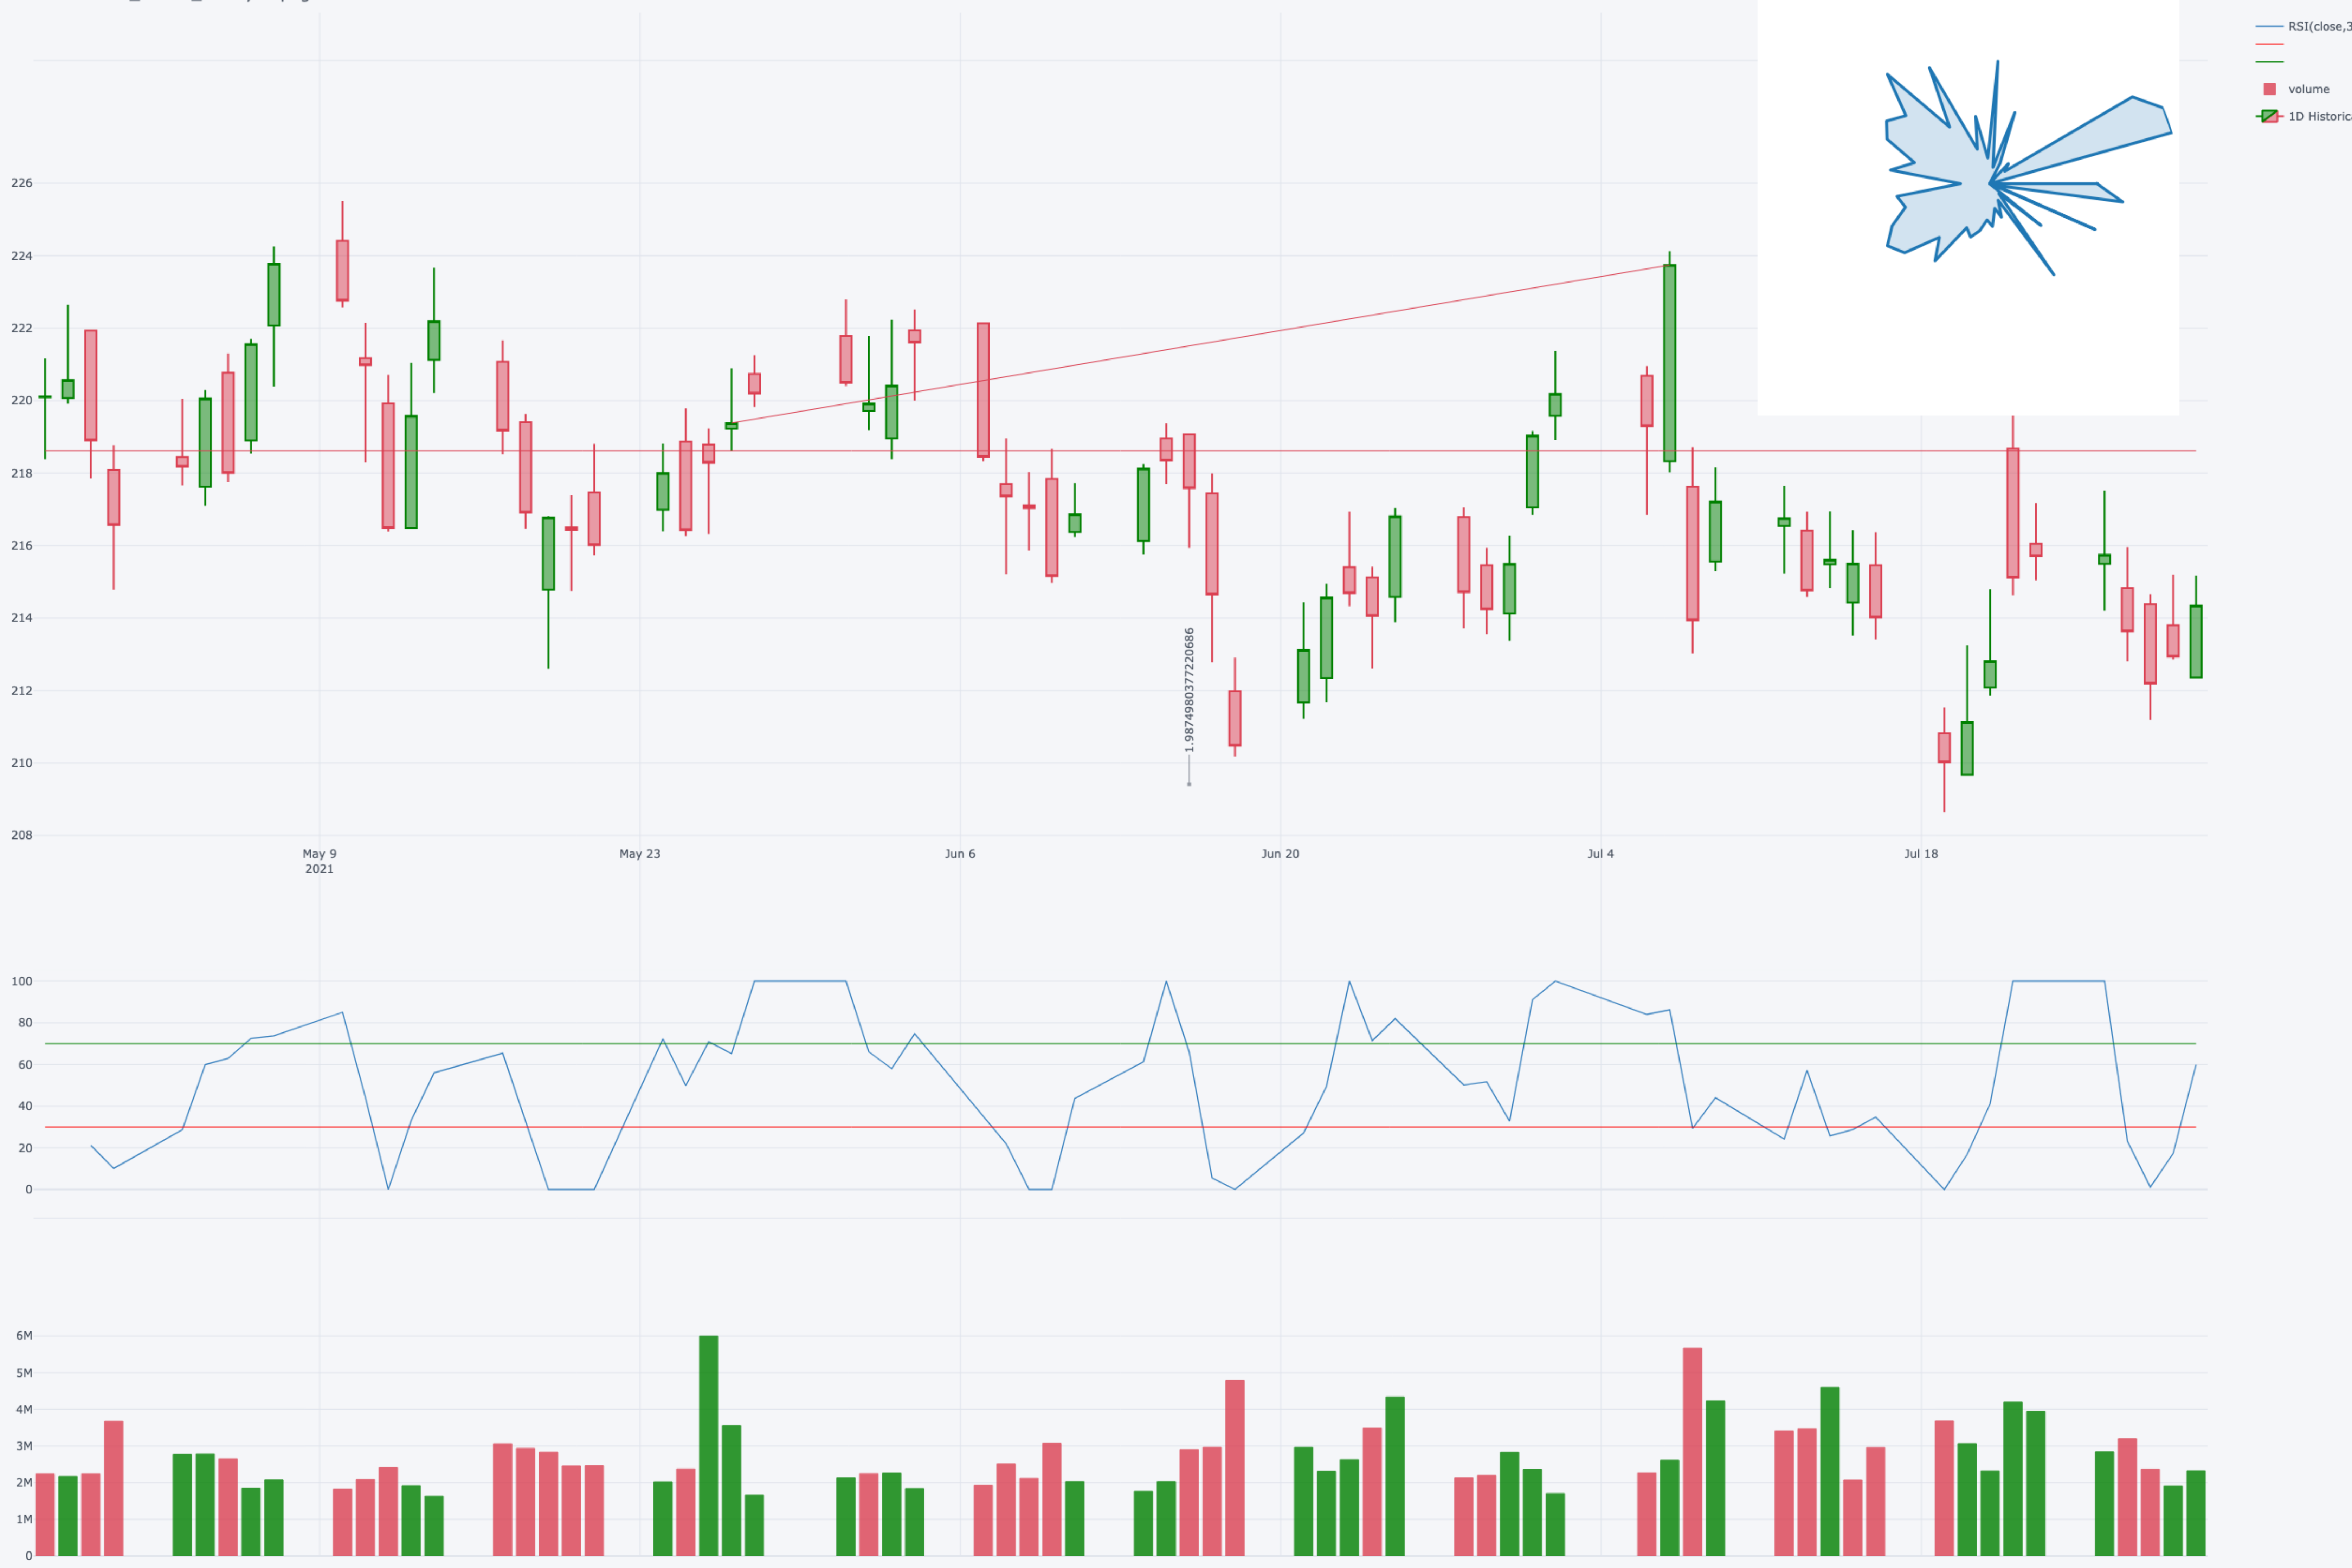 RSI(close,3
volume
1D Historica
226
224
222
220
218
216
214
212
210
208
1.9874980377220686
May 9
2021
May 23
Jun 6
Jun 20
Jul 4
Jul 18
100
80
60
40
20
0
6M
5M
4M
3M
2M
1M
0